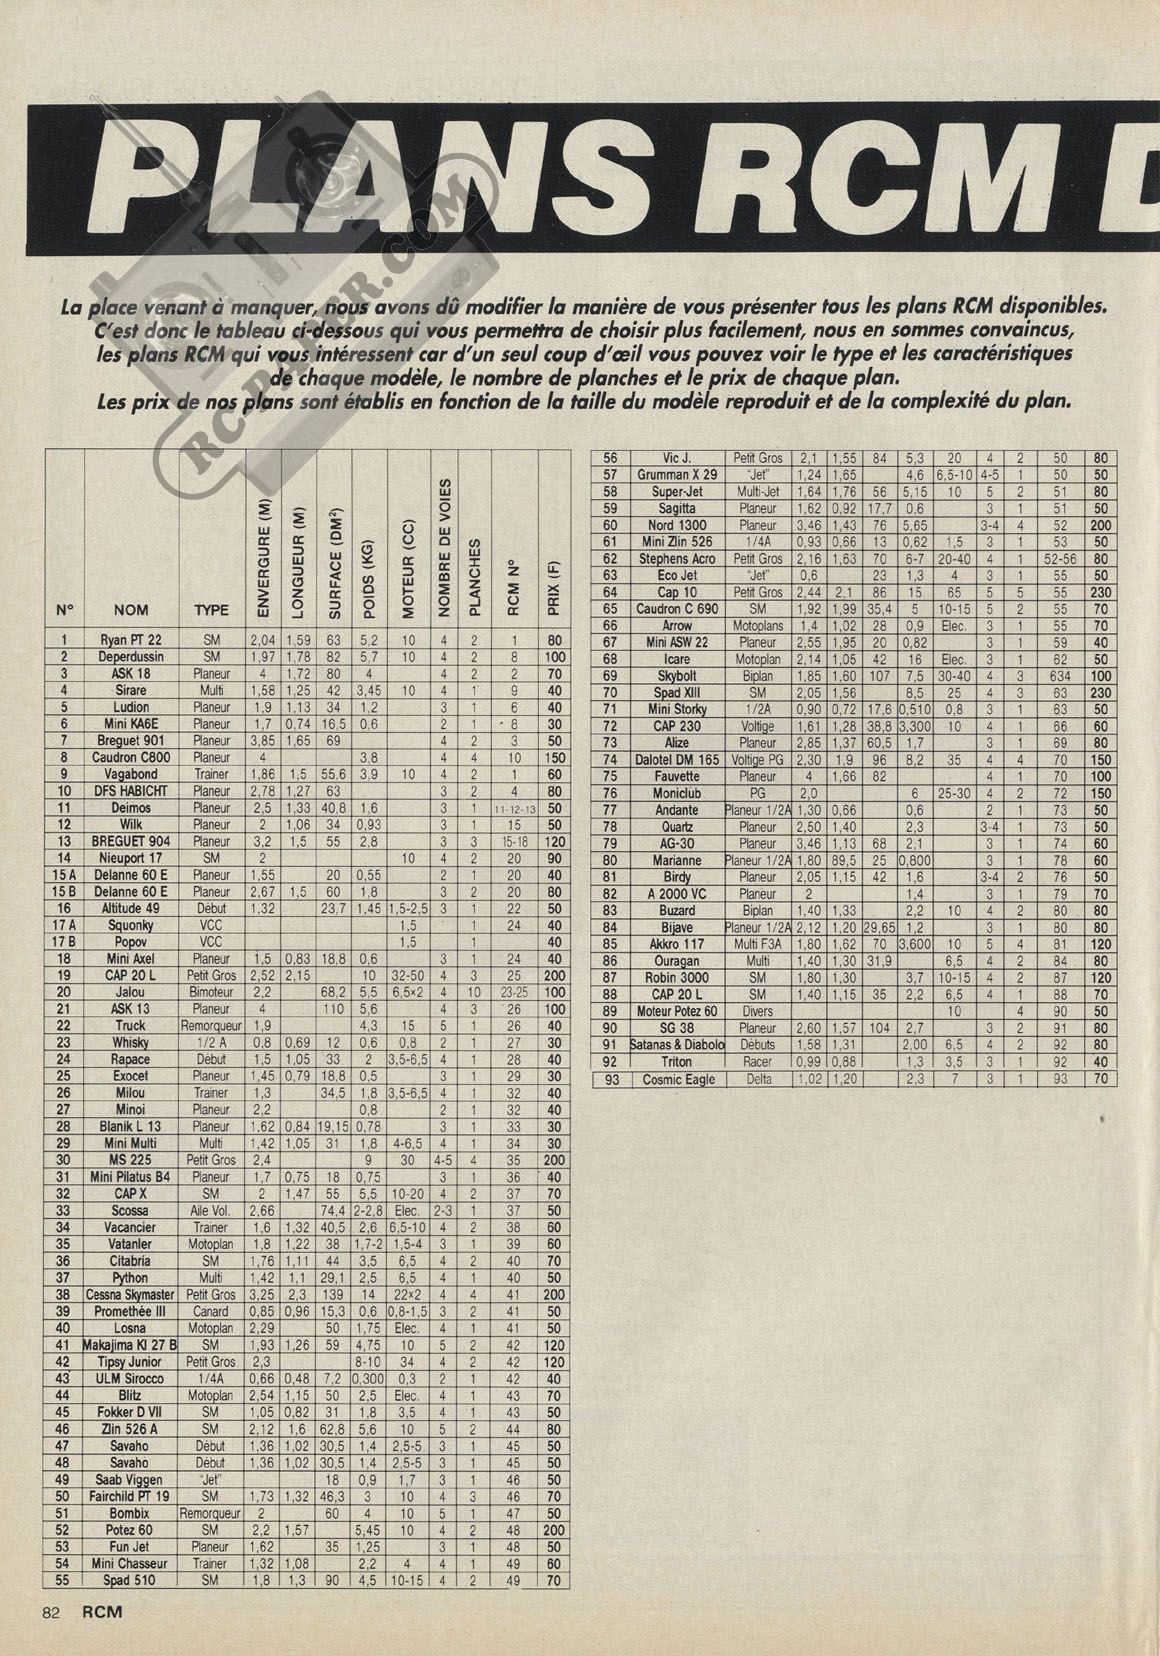 PLANS RCM D
RC-PAPER.COM
La place venant à manquer, nous avons dû modifier la manière de vous présenter tous les plans RCM disponibles.
C'est donc le tableau ci-dessous qui vous permettra de choisir plus facilement, nous en sommes convaincus,
les plans RCM qui vous intéressent car d'un seul coup d'œil vous pouvez voir le type et les caractéristiques
de chaque modèle, le nombre de planches et le prix de chaque plan.
Les prix de nos plans sont établis en fonction de la taille du modèle reproduit et de la complexité du plan.
N° NOM TYPE ENVERGURE (M) LONGUEUR (M) SURFACE (DM²) POIDS (KG) MOTEUR (CC) NOMBRE DE VOIES PLANCHES RCM N° PRIX (F)
1 Ryan PT 22 SM 2,04 1,59 63 5,2 10 4 2 1 80
2 Deperdussin SM 1,97 1,78 82 5,7 10 4 2 8 100
3 ASK 18 Planeur 4 1,72 80 4 4 2 2 70
4 Sirare Multi 1,58 1,25 42 3,45 10 4 1 9 40
5 Ludion Planeur 1,9 1,13 34 1,2 3 1 6 40
6 Mini KA6E Planeur 1,7 0,74 16,5 0,6 2 1 8 30
7 Breguet 901 Planeur 3,85 1,65 69 4 2 3 50
8 Caudron C800 Planeur 4 3,8 4 4 10 150
9 Vagabond Trainer 1,86 1,5 55,6 3,9 10 4 2 1 60
10 DFS HABICHT Planeur 2,78 1,27 63 3 2 4 80
11 Deimos Planeur 2,5 1,33 40,8 1,6 3 1 11-12-13 50
12 Wilk Planeur 2 1,06 34 0,93 3 1 15 50
13 BREGUET 904 Planeur 3,2 1,5 55 2,8 3 3 15-18 120
14 Nieuport 17 SM 2 10 4 2 20 90
15 A Delanne 60 E Planeur 1,55 20 0,55 2 1 20 40
15 B Delanne 60 E Planeur 2,67 1,5 60 1,8 3 2 20 80
16 Altitude 49 Début 1,32 23,7 1,45 1,5-2,5 3 1 22 50
17 A Squonky VCC 1,5 1 24 40
17 B Popov VCC 1,5 1 40
18 Mini Axel Planeur 1,5 0,83 18,8 0,6 3 1 24 40
19 CAP 20 L Petit Gros 2,52 2,15 10 32-50 4 3 25 200
20 Jalou Bimoteur 2,2 68,2 5,5 6,5×2 4 10 23-25 100
21 ASK 13 Planeur 4 110 5,6 4 3 26 100
22 Truck Remorqueur 1,9 4,3 15 5 1 26 40
23 Whisky 1/2 A 0,8 0,69 12 0,6 0,8 2 1 27 30
24 Rapace Début 1,5 1,05 33 2 3,5-6,5 4 1 28 40
25 Exocet Planeur 1,45 0,79 18,8 0,5 3 1 29 30
26 Milou Trainer 1,3 34,5 1,8 3,5-6,5 4 1 32 40
27 Minoi Planeur 2,2 0,8 2 1 32 40
28 Blanik L 13 Planeur 1,62 0,84 19,15 0,78 3 1 33 30
29 Mini Multi Multi 1,42 1,05 31 1,8 4-6,5 4 1 34 30
30 MS 225 Petit Gros 2,4 9 30 4-5 4 35 200
31 Mini Pilatus B4 Planeur 1,7 0,75 18 0,75 3 1 36 40
32 CAP X SM 2 1,47 55 5,5 10-20 4 2 37 70
33 Scossa Aile Vol. 2,66 74,4 2-2,8 Elec. 2-3 1 37 50
34 Vacancier Trainer 1,6 1,32 40,5 2,6 6,5-10 4 2 38 60
35 Vatanler Motoplan 1,8 1,22 38 1,7-2 1,5-4 3 1 39 60
36 Citabria SM 1,76 1,11 44 3,5 6,5 4 2 40 70
37 Python Multi 1,42 1,1 29,1 2,5 6,5 4 1 40 50
38 Cessna Skymaster Petit Gros 3,25 2,3 139 14 22×2 4 4 41 200
39 Promethée III Canard 0,85 0,96 15,3 0,6 0,8-1,5 3 2 41 50
40 Losna Motoplan 2,29 50 1,75 Elec. 4 1 41 50
41 Makajima KI 27 B SM 1,93 1,26 59 4,75 10 5 2 42 120
42 Tipsy Junior Petit Gros 2,3 8-10 34 4 2 42 120
43 ULM Sirocco 1/4A 0,66 0,48 7,2 0,300 0,3 2 1 42 40
44 Blitz Motoplan 2,54 1,15 50 2,5 Elec. 4 1 43 70
45 Fokker D VII SM 1,05 0,82 31 1,8 3,5 4 1 43 50
46 Zlin 526 A SM 2,12 1,6 62,8 5,6 10 5 2 44 80
47 Savaho Début 1,36 1,02 30,5 1,4 2,5-5 3 1 45 50
48 Savaho Début 1,36 1,02 30,5 1,4 2,5-5 3 1 45 50
49 Saab Viggen "Jet" 18 0,9 1,7 3 1 46 50
50 Fairchild PT 19 SM 1,73 1,32 46,3 3 10 4 3 46 70
51 Bombix Remorqueur 2 60 4 10 5 1 47 50
52 Potez 60 SM 2,2 1,57 5,45 10 4 2 48 200
53 Fun Jet Planeur 1,62 35 1,25 3 1 48 50
54 Mini Chasseur Trainer 1,32 1,08 2,2 4 4 1 49 60
55 Spad 510 SM 1,8 1,3 90 4,5 10-15 4 2 49 70
56 Vic J. Petit Gros 2,1 1,55 84 5,3 20 4 2 50 80
57 Grumman X 29 "Jet" 1,24 1,65 4,6 6,5-10 4-5 1 50 50
58 Super-Jet Multi-Jet 1,64 1,76 56 5,15 10 5 2 51 80
59 Sagitta Planeur 1,62 0,92 17,7 0,6 3 1 51 50
60 Nord 1300 Planeur 3,46 1,43 76 5,65 3-4 4 52 200
61 Mini Zlin 526 1/4A 0,93 0,66 13 0,62 1,5 3 1 53 50
62 Stephens Acro Petit Gros 2,16 1,63 70 6-7 20-40 4 1 52-56 80
63 Eco Jet "Jet" 0,6 23 1,3 4 3 1 55 50
64 Cap 10 Petit Gros 2,44 2,1 86 15 65 5 5 55 230
65 Caudron C 690 SM 1,92 1,99 35,4 5 10-15 5 2 55 70
66 Arrow Motoplans 1,4 1,02 28 0,9 Elec. 3 1 55 70
67 Mini ASW 22 Planeur 2,55 1,95 20 0,82 3 1 59 40
68 Icare Motoplan 2,14 1,05 42 16 Elec. 3 1 62 50
69 Skybolt Biplan 1,85 1,60 107 7,5 30-40 4 3 634 100
70 Spad XIII SM 2,05 1,56 8,5 25 4 3 63 230
71 Mini Storky 1/2A 0,90 0,72 17,6 0,510 0,8 3 1 63 50
72 CAP 230 Voltige 1,61 1,28 38,8 3,300 10 4 1 66 60
73 Alize Planeur 2,85 1,37 60,5 1,7 3 1 69 80
74 Dalotel DM 165 Voltige PG 2,30 1,9 96 8,2 35 4 4 70 150
75 Fauvette Planeur 4 1,66 82 4 1 70 100
76 Moniclub PG 2,0 6 25-30 4 2 72 150
77 Andante Planeur 1/2A 1,30 0,66 0,6 2 1 73 50
78 Quartz Planeur 2,50 1,40 2,3 3-4 1 73 50
79 AG-30 Planeur 3,46 1,13 68 2,1 3 1 74 60
80 Marianne Planeur 1/2A 1,80 89,5 25 0,800 3 1 78 60
81 Birdy Planeur 2,05 1,15 42 1,6 3-4 2 76 50
82 A 2000 VC Planeur 2 1,4 3 1 79 70
83 Buzard Biplan 1,40 1,33 2,2 10 4 2 80 80
84 Bijave Planeur 1/2A 2,12 1,20 29,65 1,2 3 1 80 80
85 Akkro 117 Multi F3A 1,80 1,62 70 3,600 10 5 4 81 120
86 Ouragan Multi 1,40 1,30 31,9 6,5 4 2 84 80
87 Robin 3000 SM 1,80 1,30 3,7 10-15 4 2 87 120
88 CAP 20 L SM 1,40 1,15 35 2,2 6,5 4 1 88 70
89 Moteur Potez 60 Divers 10 4 90 50
90 SG 38 Planeur 2,60 1,57 104 2,7 3 2 91 80
91 Satanas & Diabolo Débuts 1,58 1,31 2,00 6,5 4 2 92 80
92 Triton Racer 0,99 0,88 1,3 3,5 3 1 92 40
93 Cosmic Eagle Delta 1,02 1,20 2,3 7 3 1 93 70
82 RCM